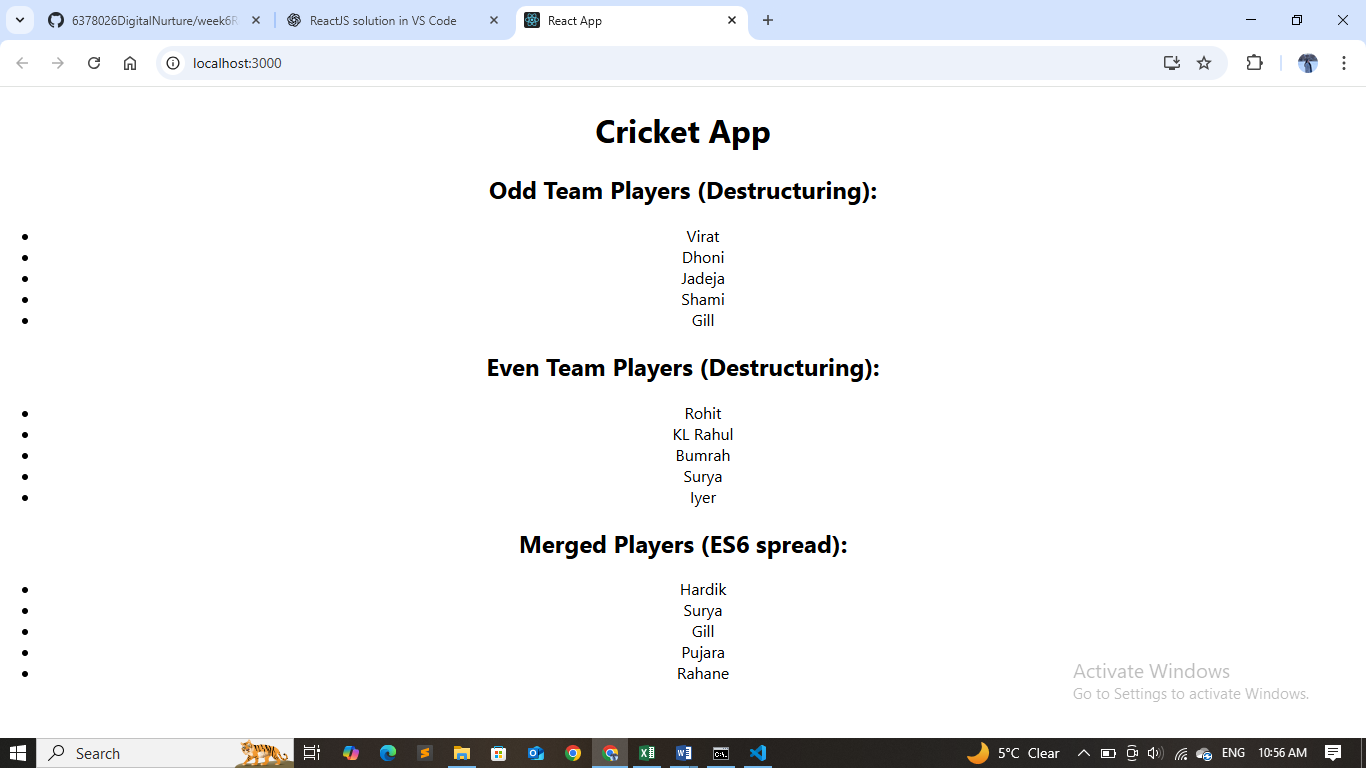 6378026DigitalNurture/week6R
ReactJS solution in VS Code
React App
localhost:3000
Cricket App
Odd Team Players (Destructuring):
Virat
Dhoni
Jadeja
Shami
Gill
Even Team Players (Destructuring):
Rohit
KL Rahul
Bumrah
Surya
Iyer
Merged Players (ES6 spread):
Hardik
Surya
Gill
Pujara
Rahane
Activate Windows
Go to Settings to activate Windows.
Search
5°C Clear
ENG
10:56 AM